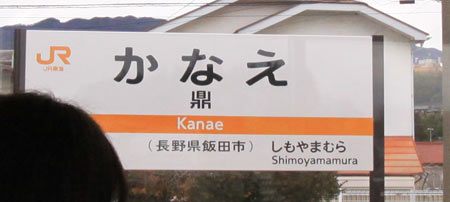 JR
JR東海
かなえ
鼎
Kanae
(長野県飯田市)
しもやまむら
Shimoyamamura